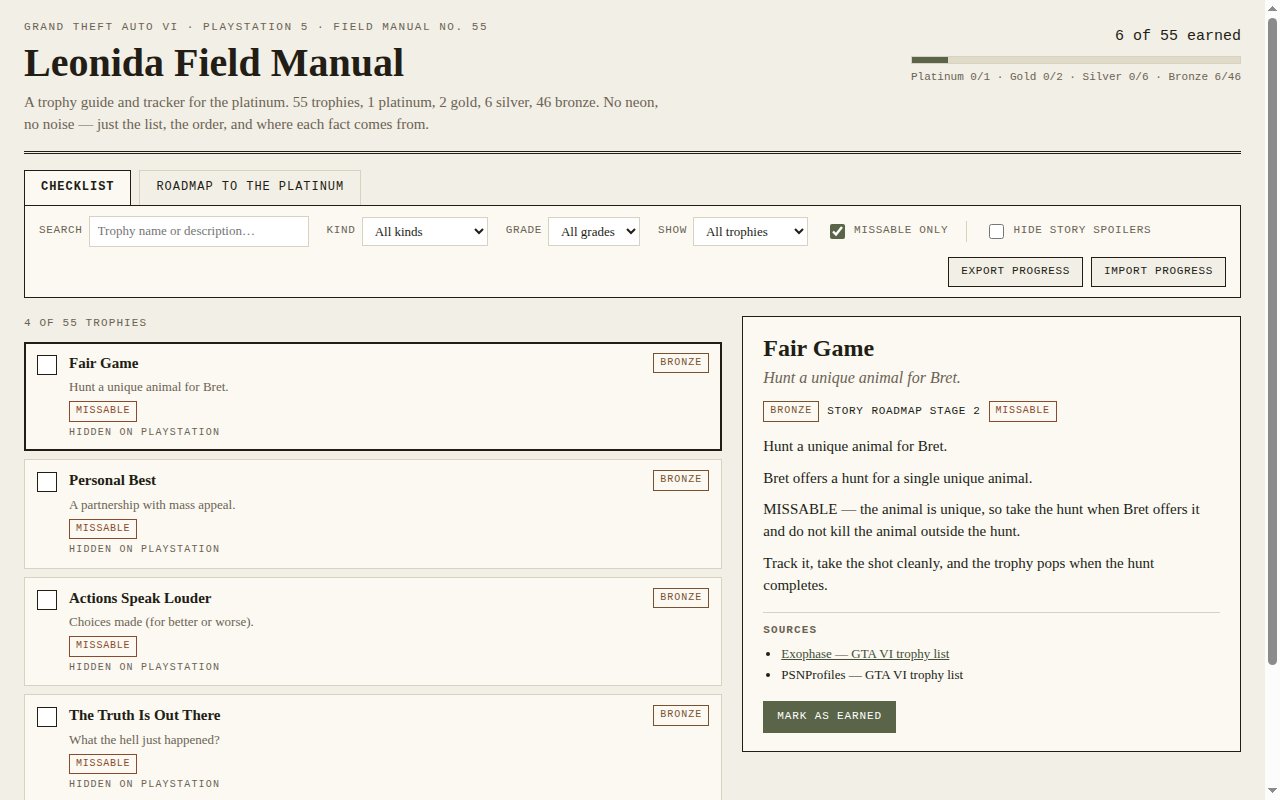 GRAND THEFT AUTO VI · PLAYSTATION 5 · FIELD MANUAL NO. 55
Leonida Field Manual
A trophy guide and tracker for the platinum. 55 trophies, 1 platinum, 2 gold, 6 silver, 46 bronze. No neon,
no noise — just the list, the order, and where each fact comes from.
6 of 55 earned
Platinum 0/1 · Gold 0/2 · Silver 0/6 · Bronze 6/46
CHECKLIST
ROADMAP TO THE PLATINUM
SEARCH Trophy name or description… KIND All kinds GRADE All grades SHOW All trophies MISSABLE ONLY HIDE STORY SPOILERS
EXPORT PROGRESS IMPORT PROGRESS
4 OF 55 TROPHIES
Fair Game BRONZE
Hunt a unique animal for Bret.
MISSABLE
HIDDEN ON PLAYSTATION
Personal Best BRONZE
A partnership with mass appeal.
MISSABLE
HIDDEN ON PLAYSTATION
Actions Speak Louder BRONZE
Choices made (for better or worse).
MISSABLE
HIDDEN ON PLAYSTATION
The Truth Is Out There BRONZE
What the hell just happened?
MISSABLE
HIDDEN ON PLAYSTATION
Fair Game
Hunt a unique animal for Bret.
BRONZE STORY ROADMAP STAGE 2 MISSABLE
Hunt a unique animal for Bret.
Bret offers a hunt for a single unique animal.
MISSABLE — the animal is unique, so take the hunt when Bret offers it
and do not kill the animal outside the hunt.
Track it, take the shot cleanly, and the trophy pops when the hunt
completes.
SOURCES
Exophase — GTA VI trophy list
PSNProfiles — GTA VI trophy list
MARK AS EARNED